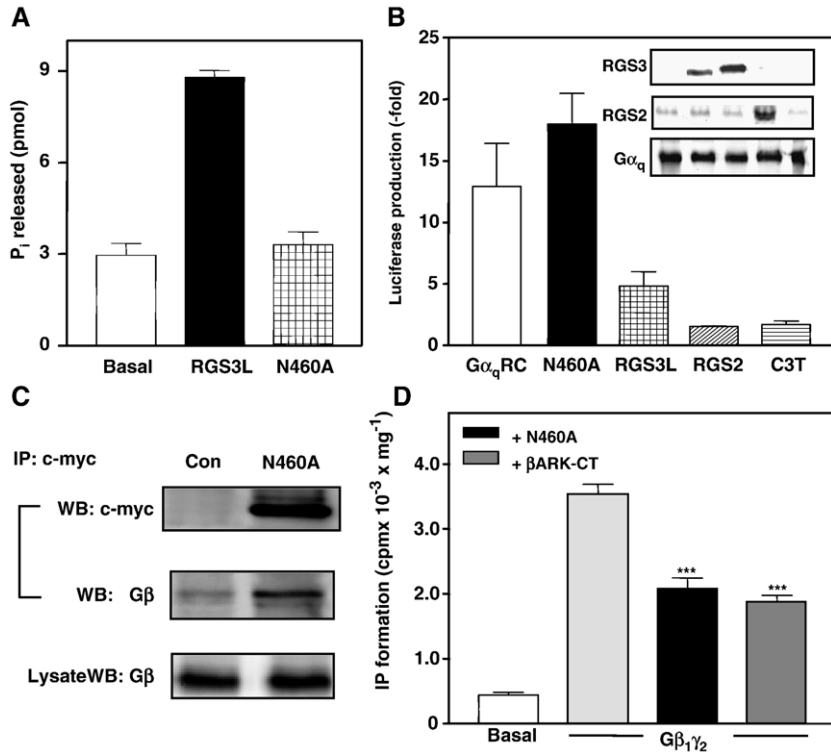 A
Pi released (pmol)
9
6
3
0
Basal RGS3L N460A
B
Luciferase production (-fold)
25
20
15
10
5
0
RGS3
RGS2
Gαq
GαqRC N460A RGS3L RGS2 C3T
C
IP: c-myc Con N460A
WB: c-myc
WB: Gβ
LysateWB: Gβ
D
IP formation (cpmx 10-3 x mg-1)
4.0
3.0
2.0
1.0
0
+ N460A
+ βARK-CT
***
***
Basal Gβ1γ2